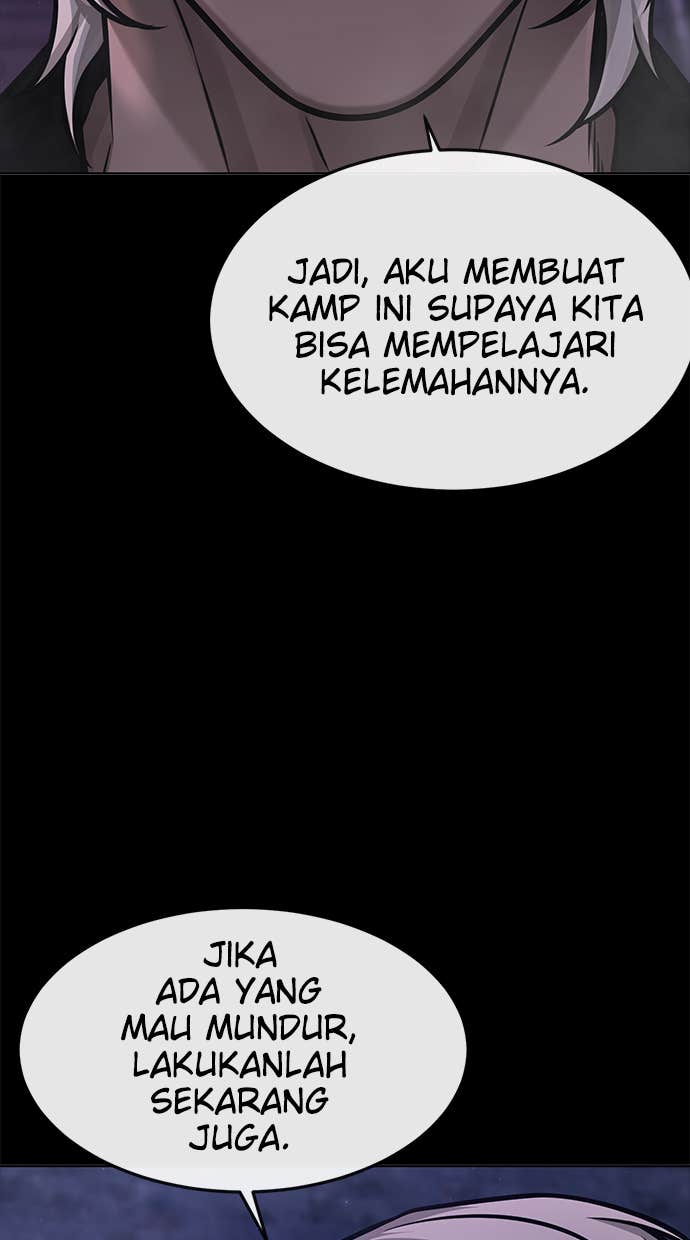 JADI, AKU MEMBUAT
KAMP INI SUPAYA KITA
BISA MEMPELAJARI
KELEMAHANNYA.
JIKA
ADA YANG
MAU MUNDUR,
LAKUKANLAH
SEKARANG
JUGA.